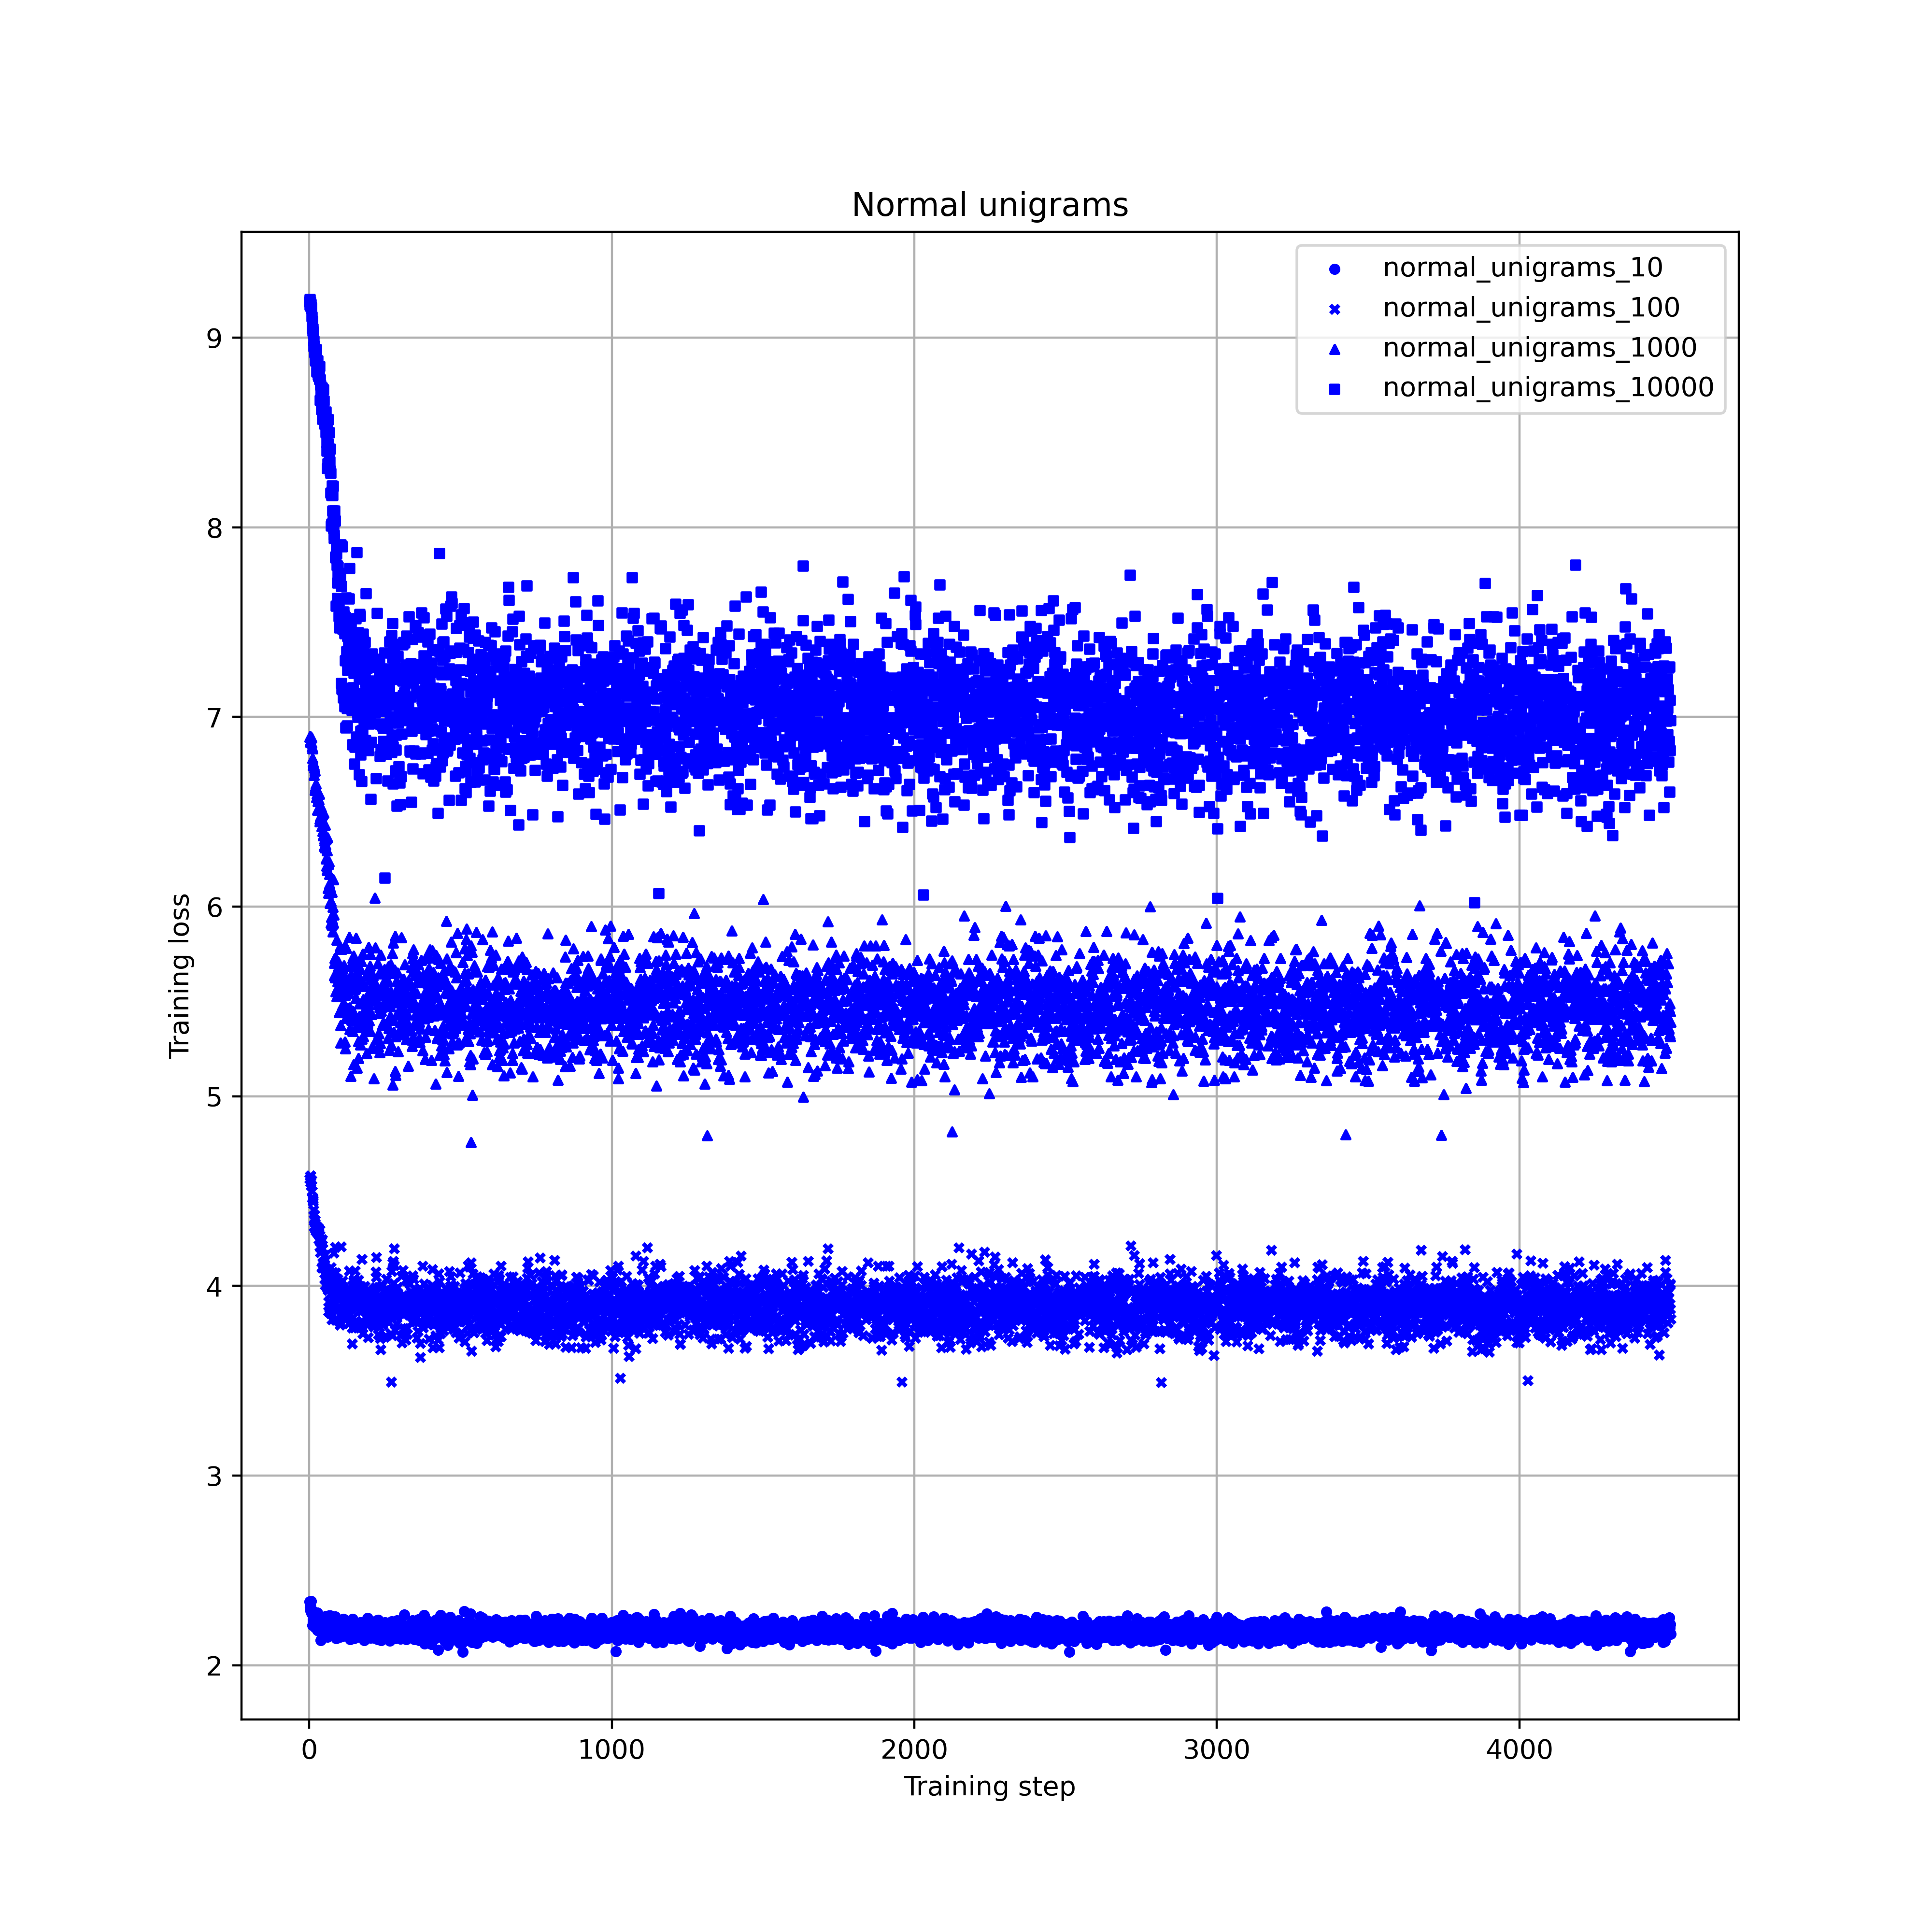 Normal unigrams
normal_unigrams_10
normal_unigrams_100
normal_unigrams_1000
normal_unigrams_10000
9
8
7
6
5
4
3
2
Training loss
0 1000 2000 3000 4000
Training step